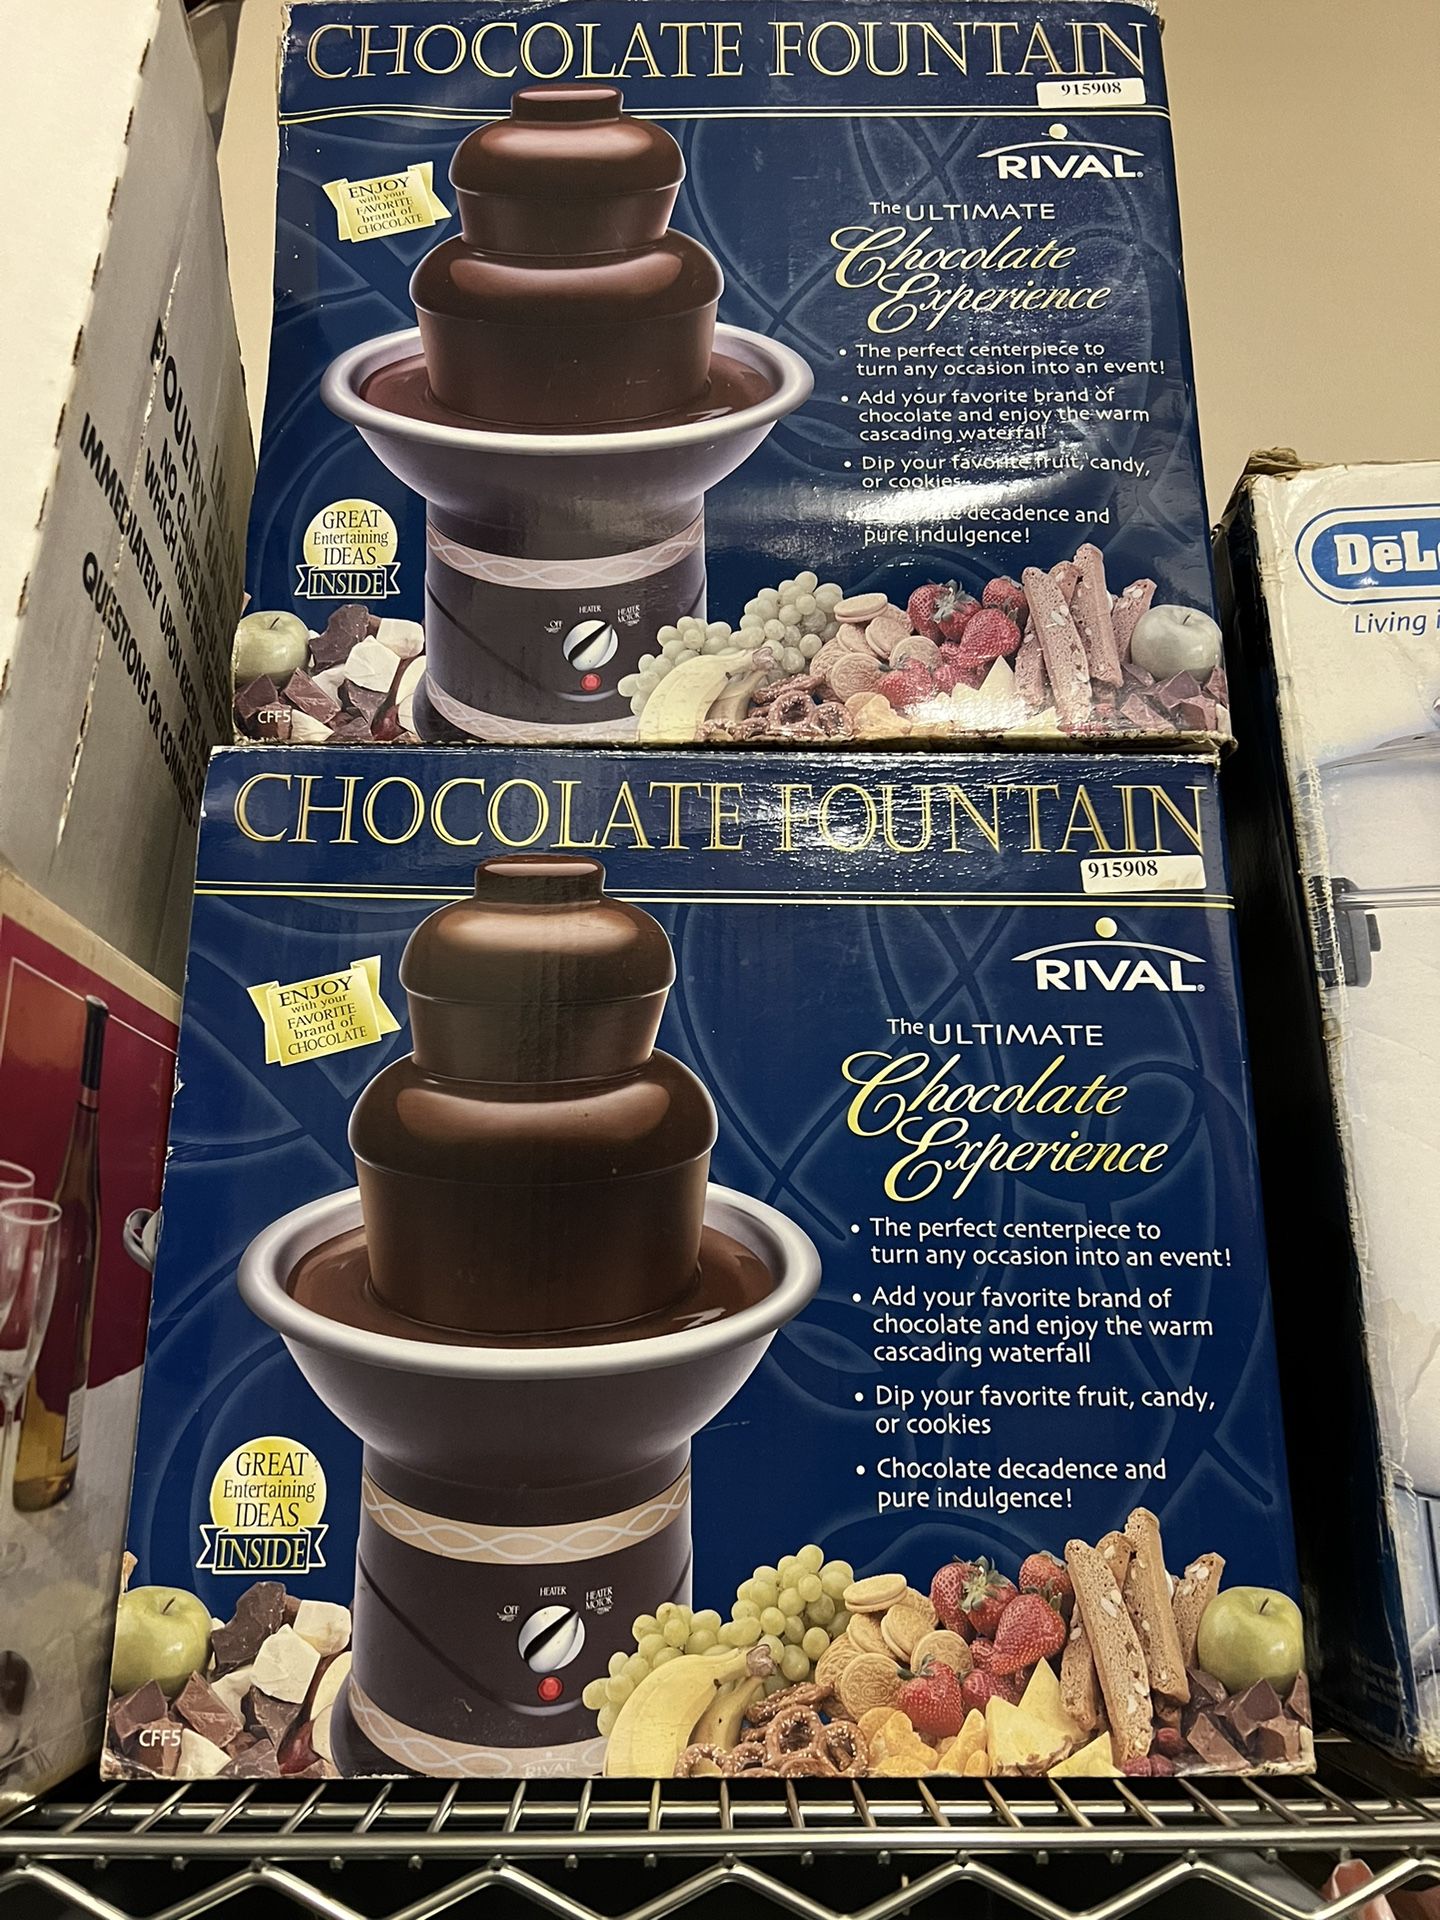 CHOCOLATE FOUNTAIN
915908
RIVAL®
ENJOY
with your
FAVORITE
brand of
CHOCOLATE
The ULTIMATE
Chocolate
Experience
• The perfect centerpiece to
turn any occasion into an event!
• Add your favorite brand of
chocolate and enjoy the warm
cascading waterfall
• Dip your favorite fruit, candy,
or cookies
decadence and
pure indulgence!
GREAT
Entertaining
IDEAS
INSIDE
OFF
HEATER
HEATER
MOTOR
CFF5
CHOCOLATE FOUNTAIN
915908
RIVAL®
ENJOY
with your
FAVORITE
brand of
CHOCOLATE
The ULTIMATE
Chocolate
Experience
• The perfect centerpiece to
turn any occasion into an event!
• Add your favorite brand of
chocolate and enjoy the warm
cascading waterfall
• Dip your favorite fruit, candy,
or cookies
• Chocolate decadence and
pure indulgence!
GREAT
Entertaining
IDEAS
INSIDE
OFF
HEATER
HEATER
MOTOR
RIVAL
CFF5
POULTRY
NO CLAIMS
WHICH HAVE
IMMEDIATELY UPON
QUESTIONS OR COMMENTS
Living